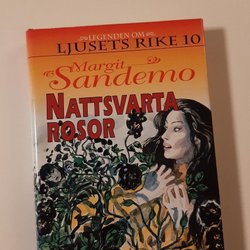 LEGENDEN OM
LJUSETS RIKE 10
Margit
Sandemo
NATTSVARTA
ROSOR